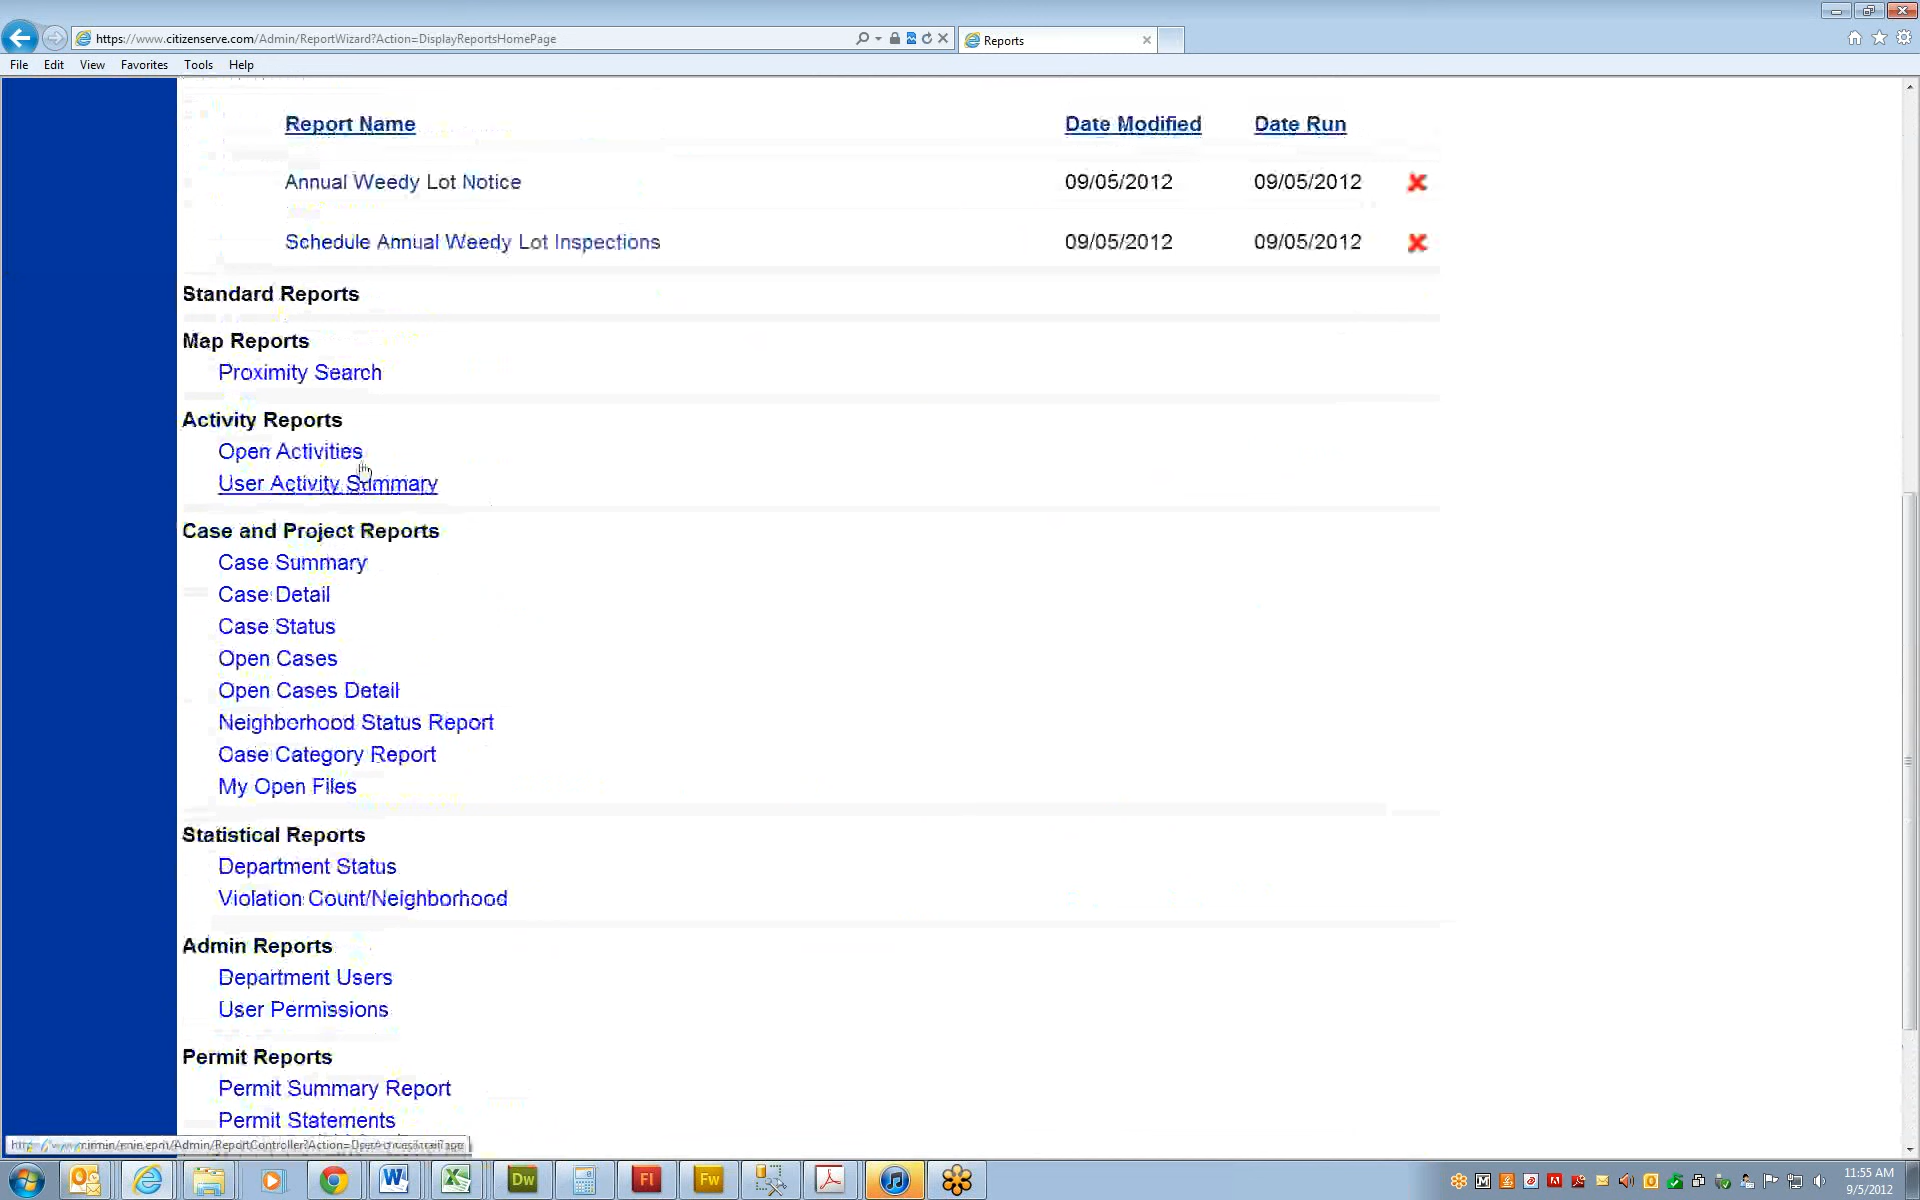 https://www.citizenserve.com/Admin/ReportWizard?Action=DisplayReportsHomePage
Reports
File Edit View Favorites Tools Help
Report Name Date Modified Date Run
Annual Weedy Lot Notice 09/05/2012 09/05/2012
Schedule Annual Weedy Lot Inspections 09/05/2012 09/05/2012
Standard Reports
Map Reports
Proximity Search
Activity Reports
Open Activities
User Activity Summary
Case and Project Reports
Case Summary
Case Detail
Case Status
Open Cases
Open Cases Detail
Neighborhood Status Report
Case Category Report
My Open Files
Statistical Reports
Department Status
Violation Count/Neighborhood
Admin Reports
Department Users
User Permissions
Permit Reports
Permit Summary Report
Permit Statements
Dw
Fl
Fw
11:55 AM
9/5/2012